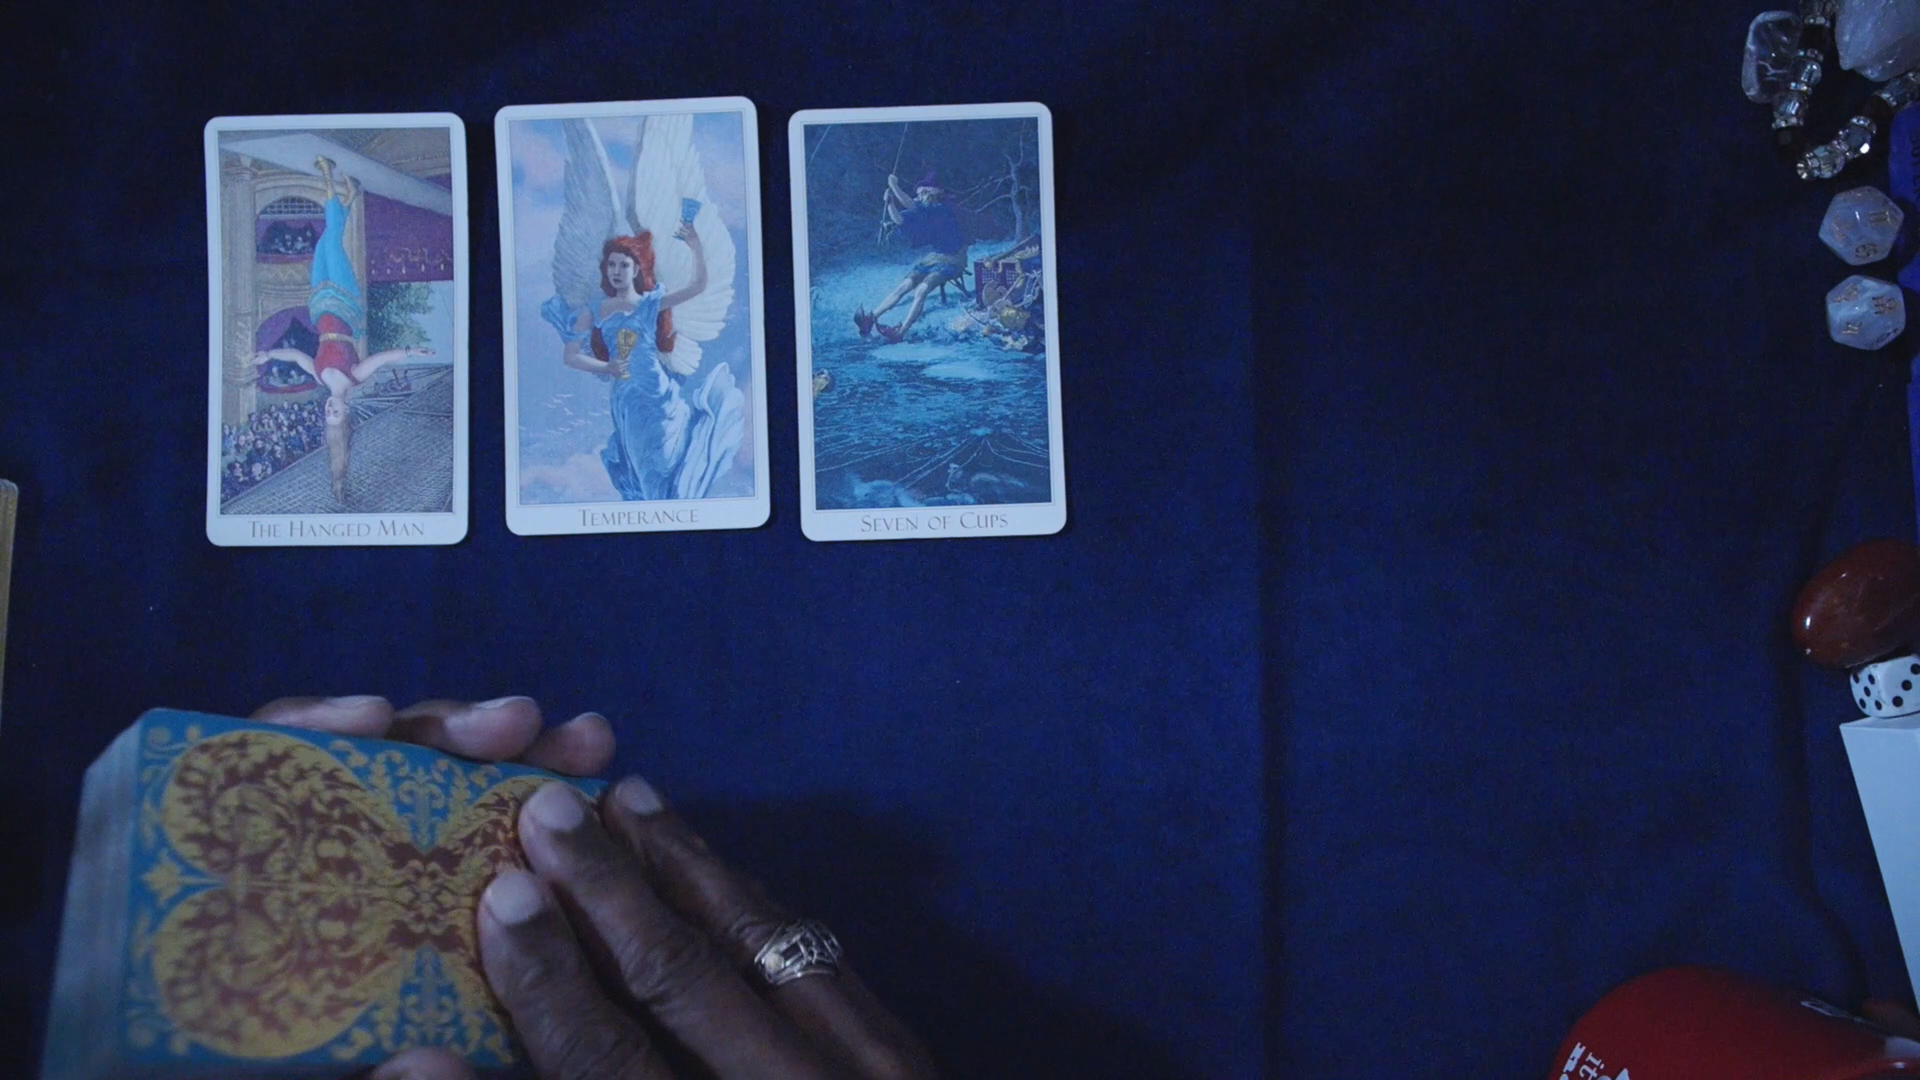 The Hanged Man
Temperance
Seven of Cups